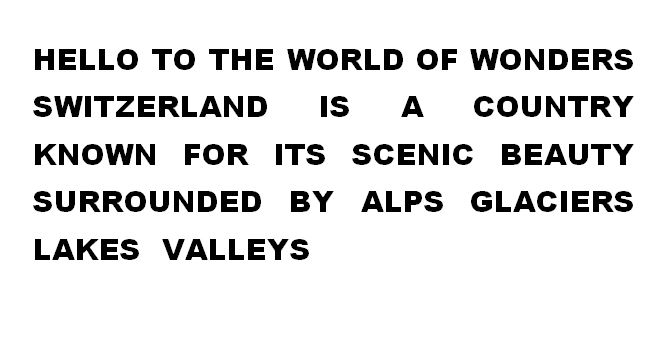 HELLO TO THE WORLD OF WONDERS
SWITZERLAND IS A COUNTRY
KNOWN FOR ITS SCENIC BEAUTY
SURROUNDED BY ALPS GLACIERS
LAKES VALLEYS